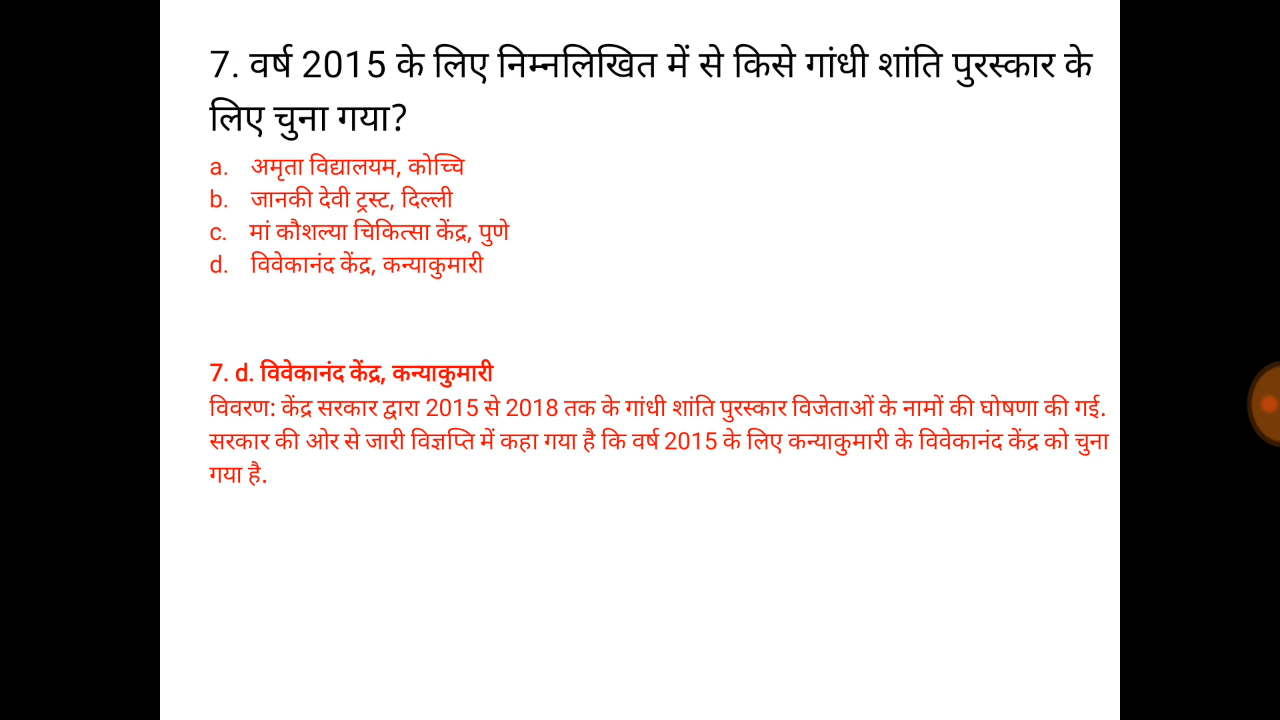 7. वर्ष 2015 के लिए निम्नलिखित में से किसे गांधी शांति पुरस्कार के
लिए चुना गया?
a. अमृता विद्यालयम, कोच्चि
b. जानकी देवी ट्रस्ट, दिल्ली
c. मां कौशल्या चिकित्सा केंद्र, पुणे
d. विवेकानंद केंद्र, कन्याकुमारी
7. d. विवेकानंद केंद्र, कन्याकुमारी
विवरण: केंद्र सरकार द्वारा 2015 से 2018 तक के गांधी शांति पुरस्कार विजेताओं के नामों की घोषणा की गई.
सरकार की ओर से जारी विज्ञप्ति में कहा गया है कि वर्ष 2015 के लिए कन्याकुमारी के विवेकानंद केंद्र को चुना
गया है.